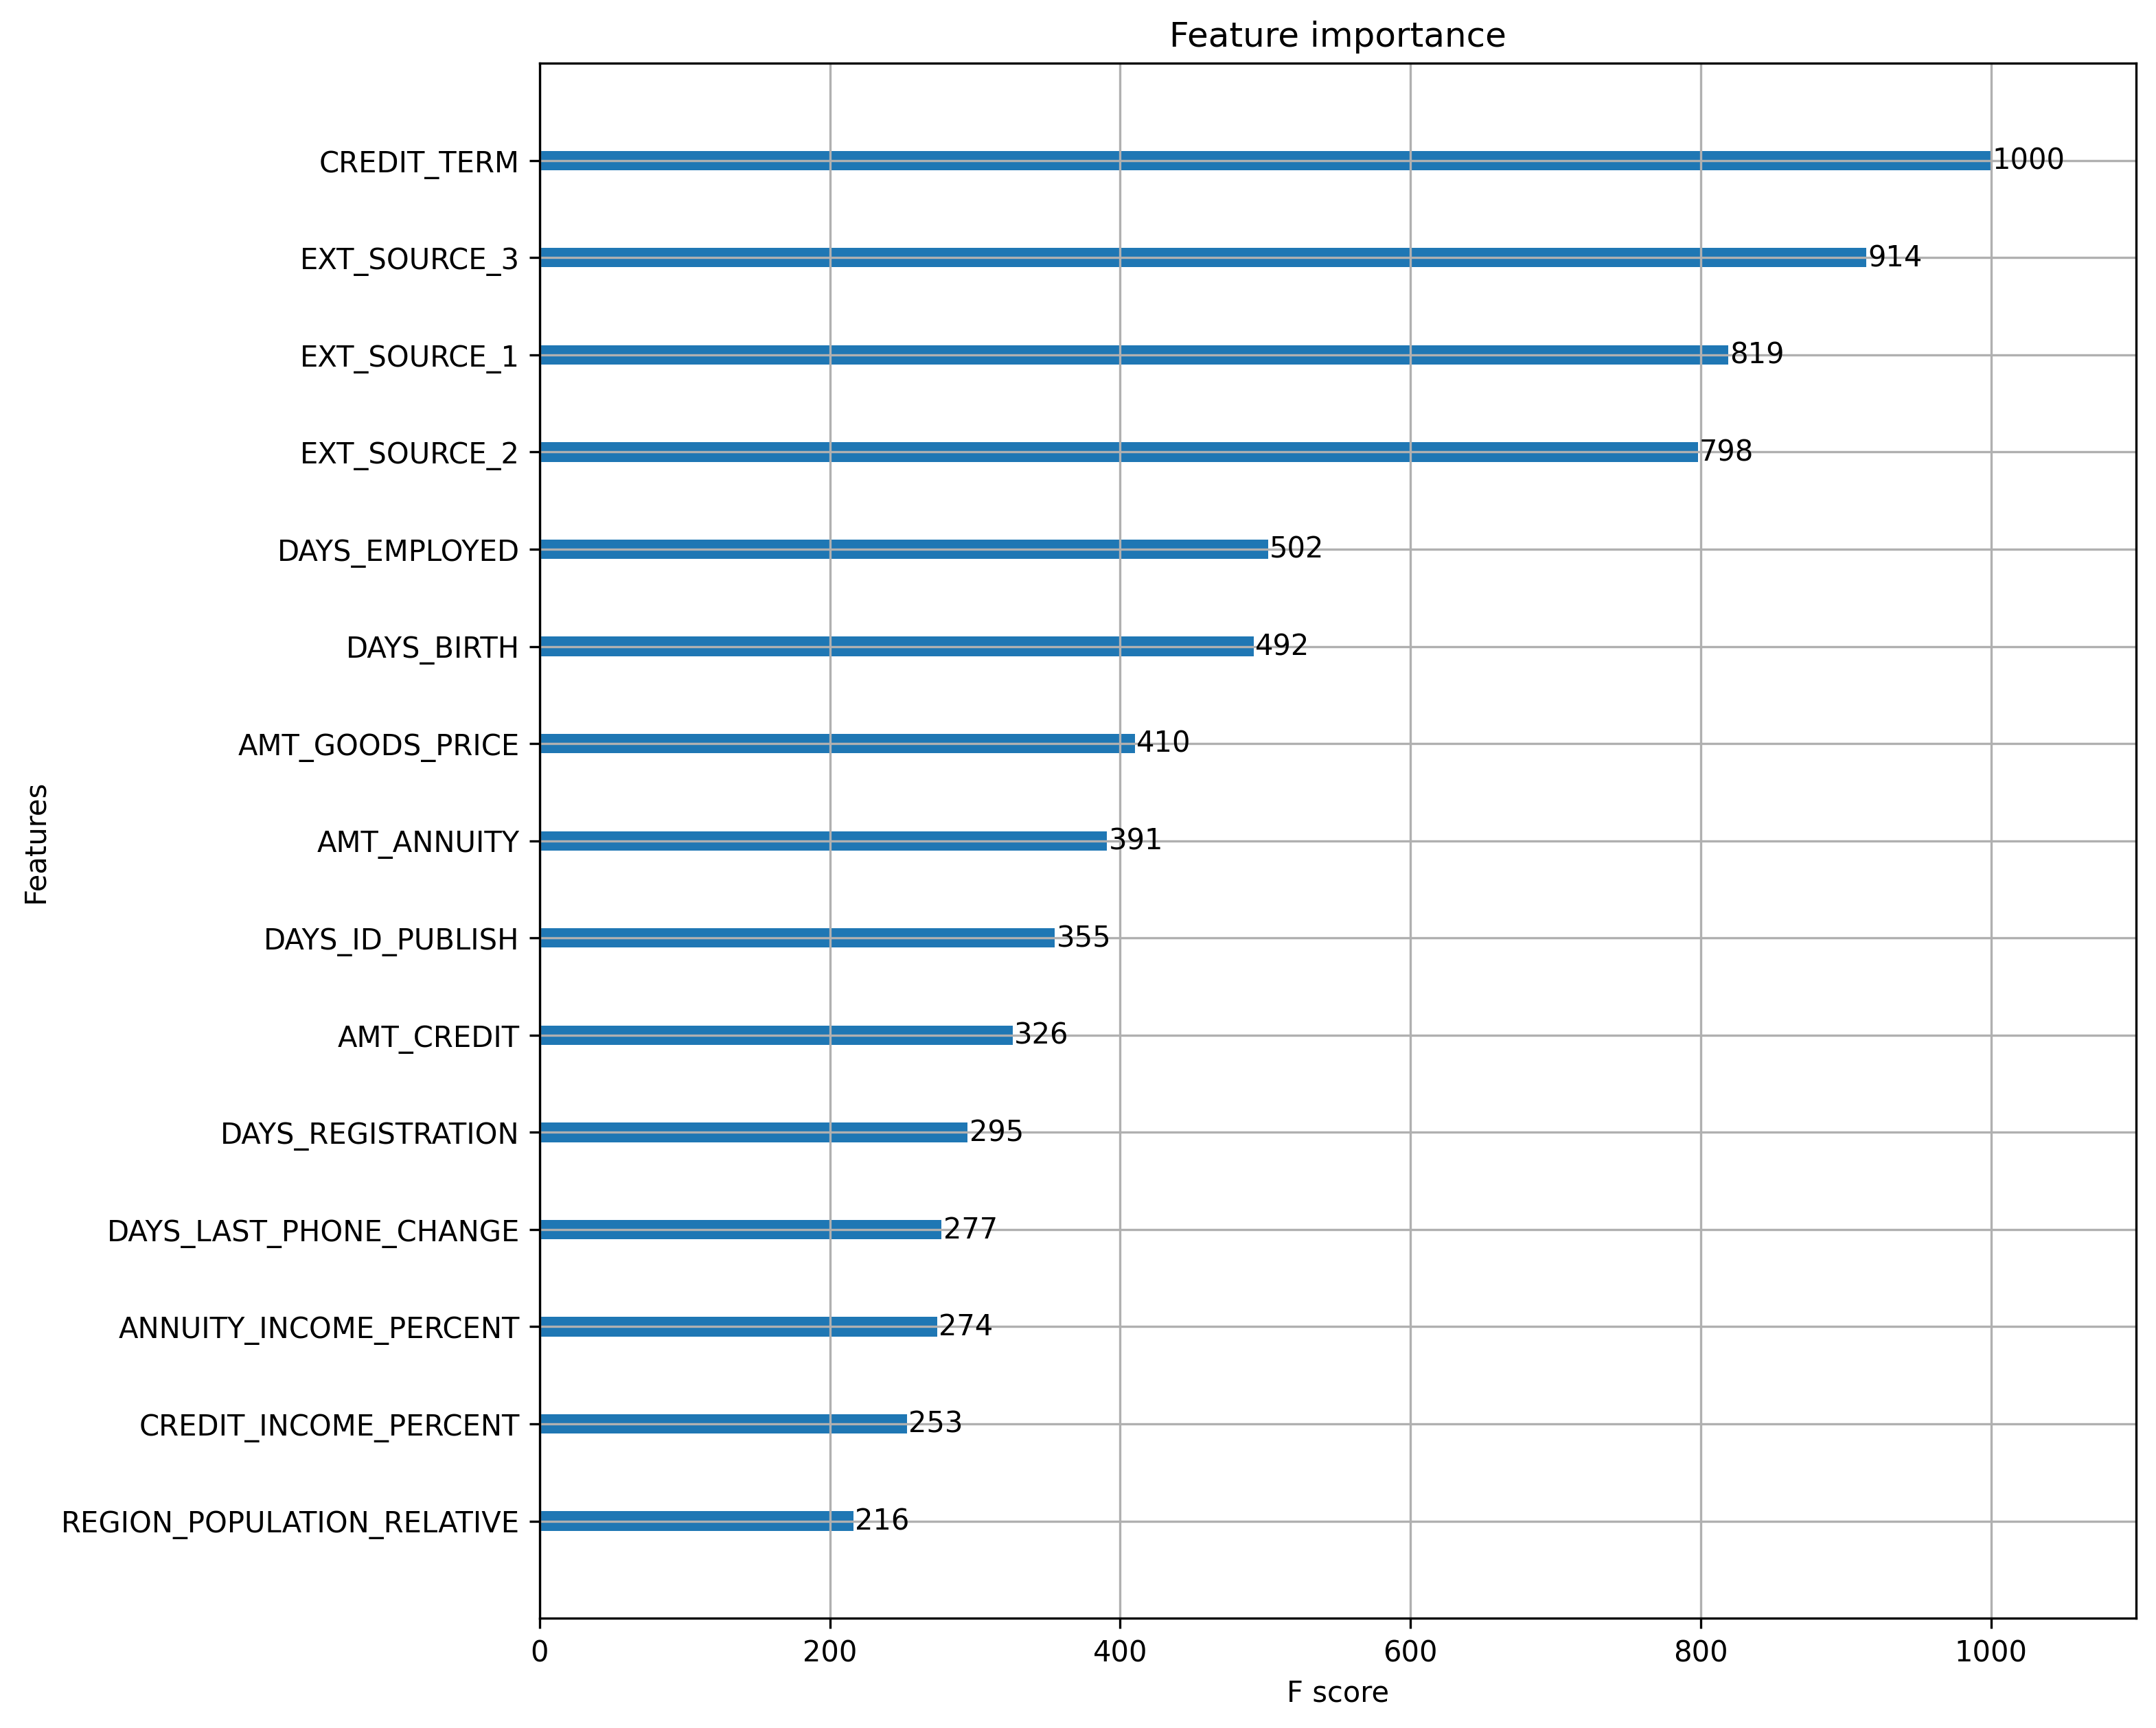 Feature importance
CREDIT_TERM 1000
EXT_SOURCE_3 914
EXT_SOURCE_1 819
EXT_SOURCE_2 798
DAYS_EMPLOYED 502
DAYS_BIRTH 492
AMT_GOODS_PRICE 410
AMT_ANNUITY 391
DAYS_ID_PUBLISH 355
AMT_CREDIT 326
DAYS_REGISTRATION 295
DAYS_LAST_PHONE_CHANGE 277
ANNUITY_INCOME_PERCENT 274
CREDIT_INCOME_PERCENT 253
REGION_POPULATION_RELATIVE 216
Features
0 200 400 600 800 1000
F score